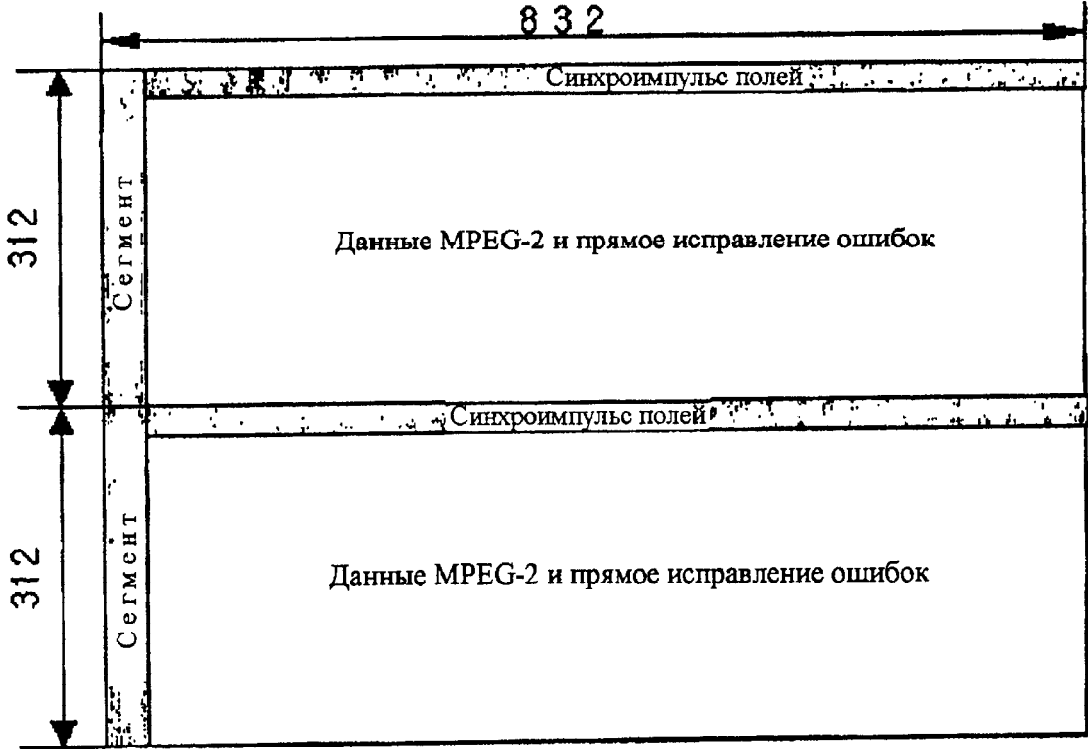 832
Синхроимпульс полей
312
Сегмент
Данные MPEG-2 и прямое исправление ошибок
Синхроимпульс полей
312
Сегмент
Данные MPEG-2 и прямое исправление ошибок